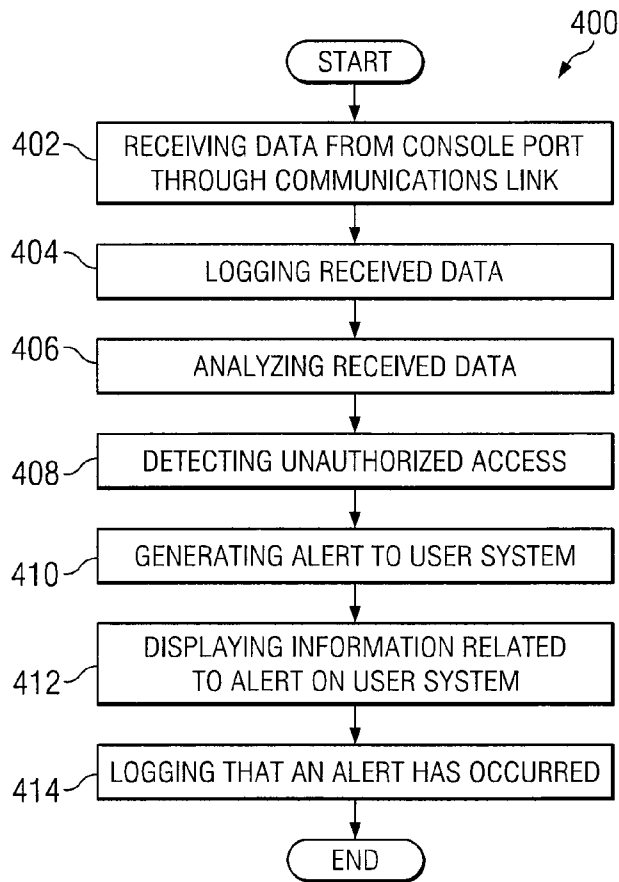 400
START
402
RECEIVING DATA FROM CONSOLE PORT
THROUGH COMMUNICATIONS LINK
404
LOGGING RECEIVED DATA
406
ANALYZING RECEIVED DATA
408
DETECTING UNAUTHORIZED ACCESS
410
GENERATING ALERT TO USER SYSTEM
412
DISPLAYING INFORMATION RELATED
TO ALERT ON USER SYSTEM
414
LOGGING THAT AN ALERT HAS OCCURRED
END